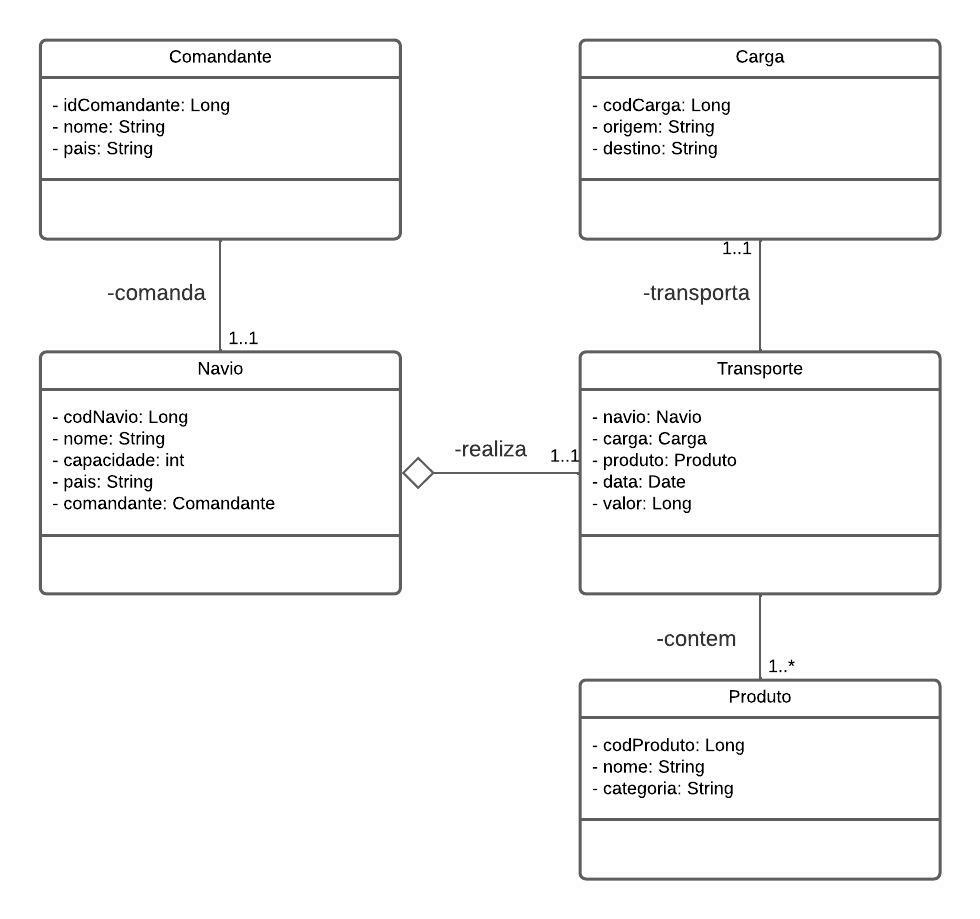 Comandante
- idComandante: Long
- nome: String
- pais: String
Carga
- codCarga: Long
- origem: String
- destino: String
-comanda
1..1
1..1
-transporta
Navio
- codNavio: Long
- nome: String
- capacidade: int
- pais: String
- comandante: Comandante
-realiza
1..1
Transporte
- navio: Navio
- carga: Carga
- produto: Produto
- data: Date
- valor: Long
-contem
1..*
Produto
- codProduto: Long
- nome: String
- categoria: String